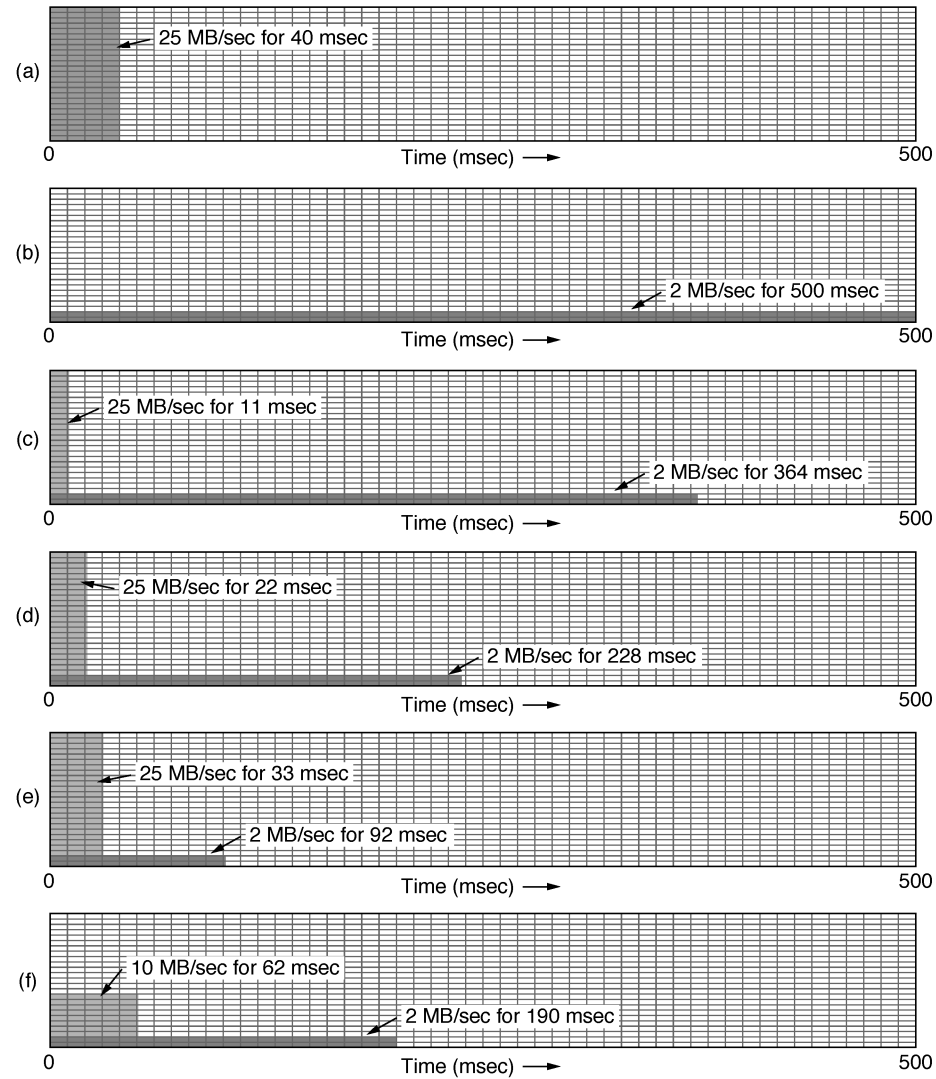 25 MB/sec for 40 msec
(a)
0
Time (msec)
500
(b)
2 MB/sec for 500 msec
0
Time (msec)
500
25 MB/sec for 11 msec
(c)
2 MB/sec for 364 msec
0
Time (msec)
500
25 MB/sec for 22 msec
(d)
2 MB/sec for 228 msec
0
Time (msec)
500
25 MB/sec for 33 msec
(e)
2 MB/sec for 92 msec
0
Time (msec)
500
10 MB/sec for 62 msec
(f)
2 MB/sec for 190 msec
0
Time (msec)
500